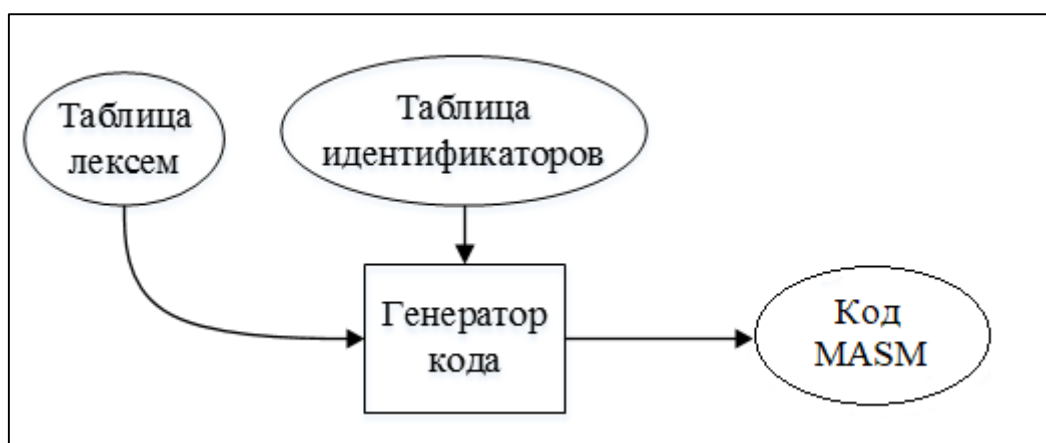 Таблица
лексем
Таблица
идентификаторов
Генератор
кода
Код
MASM